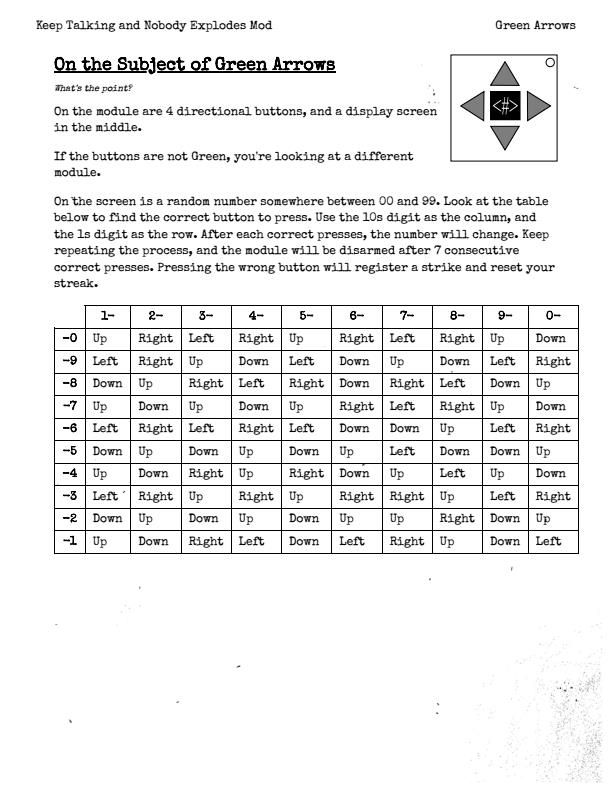 Keep Talking and Nobody Explodes Mod Green Arrows
On the Subject of Green Arrows
What's the point?
<#>
On the module are 4 directional buttons, and a display screen
in the middle.
If the buttons are not Green, you're looking at a different
module.
On the screen is a random number somewhere between 00 and 99. Look at the table
below to find the correct button to press. Use the 10s digit as the column, and
the 1s digit as the row. After each correct presses, the number will change. Keep
repeating the process, and the module will be disarmed after 7 consecutive
correct presses. Pressing the wrong button will register a strike and reset your
streak.
1- 2- 3- 4- 5- 6- 7- 8- 9- 0-
-0 Up Right Left Right Up Right Left Right Up Down
-9 Left Right Up Down Left Down Up Down Left Right
-8 Down Up Right Left Right Down Right Left Down Up
-7 Up Down Up Down Up Right Left Right Up Down
-6 Left Right Left Right Left Down Down Up Left Right
-5 Down Up Down Up Down Up Left Down Down Up
-4 Up Down Right Up Right Down Up Left Up Down
-3 Left Right Up Right Up Right Right Up Left Right
-2 Down Up Down Up Down Up Up Right Down Up
-1 Up Down Right Left Down Left Right Up Down Left